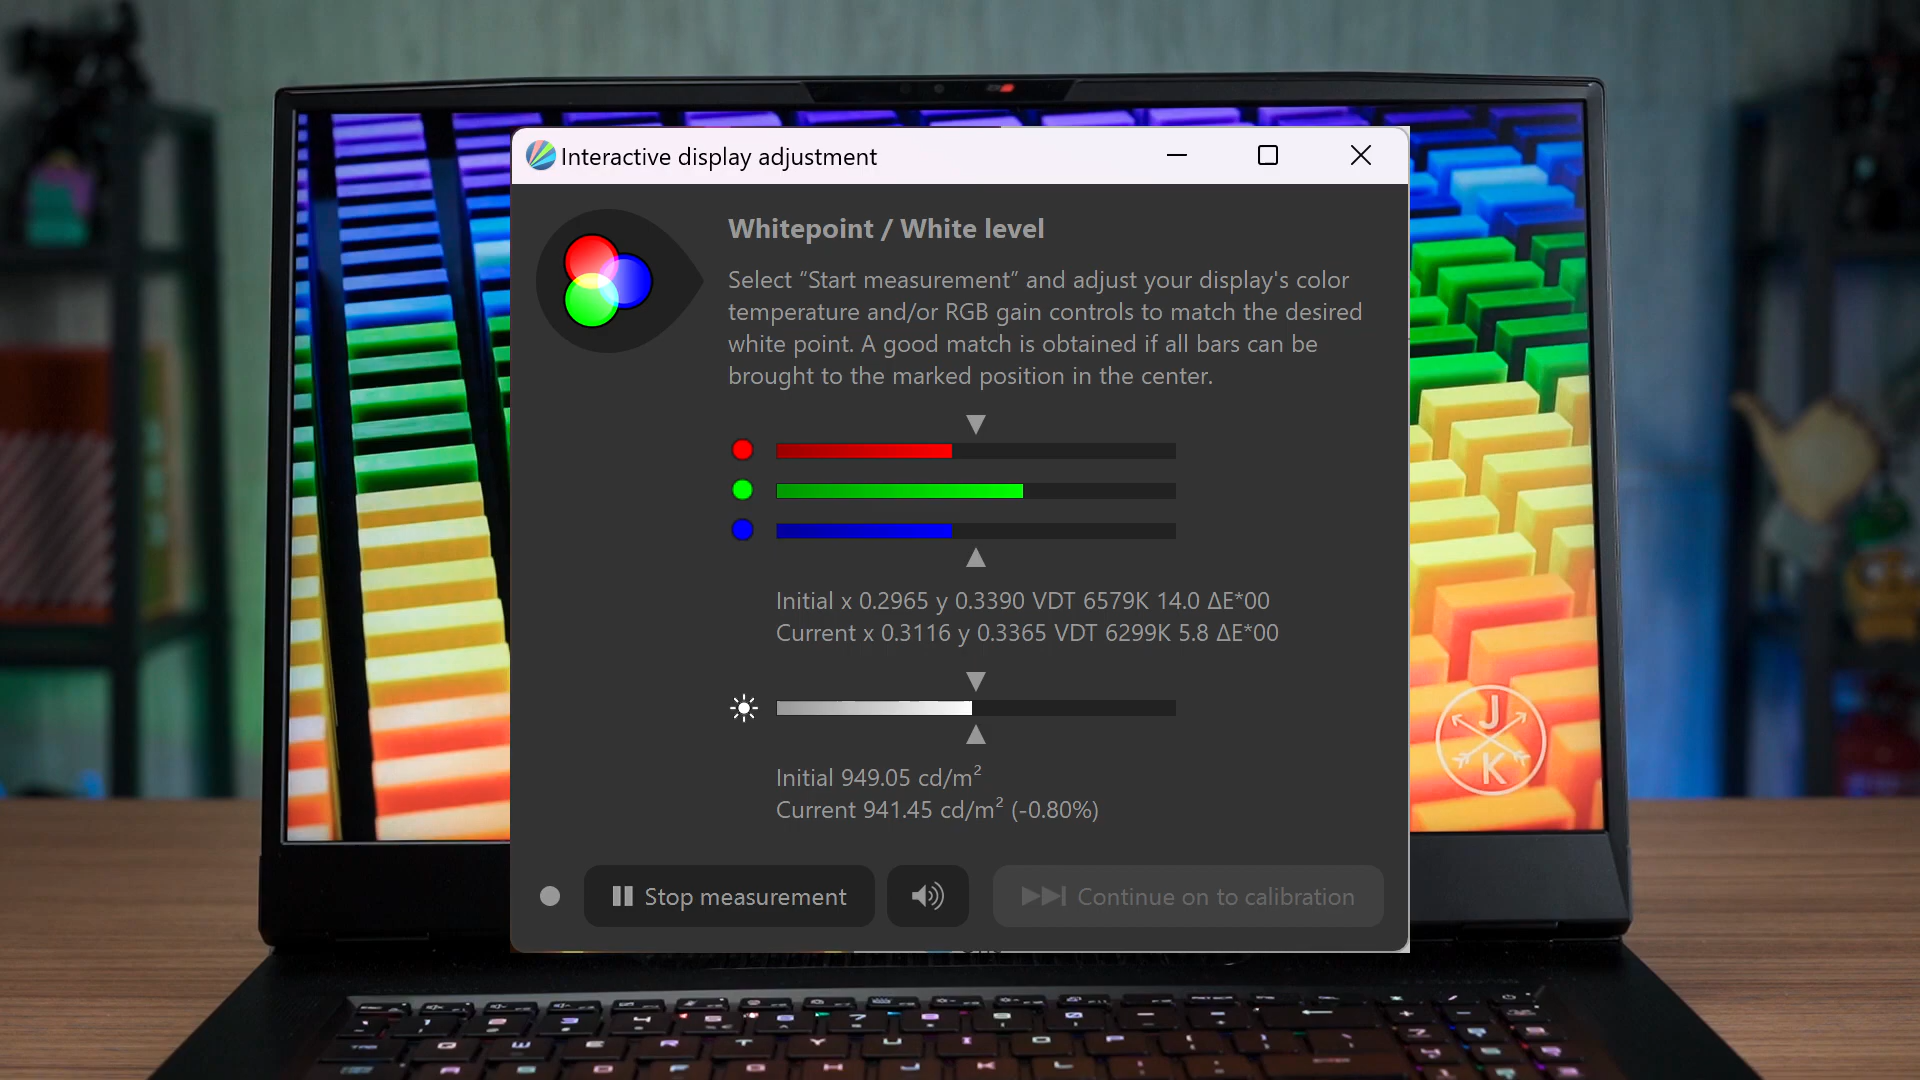 Interactive display adjustment
Whitepoint / White level
Select “Start measurement” and adjust your display's color
temperature and/or RGB gain controls to match the desired
white point. A good match is obtained if all bars can be
brought to the marked position in the center.
Initial x 0.2965 y 0.3390 VDT 6579K 14.0 ΔE*00
Current x 0.3116 y 0.3365 VDT 6299K 5.8 ΔE*00
J
K
Initial 949.05 cd/m²
Current 941.45 cd/m² (-0.80%)
Stop measurement
Continue on to calibration